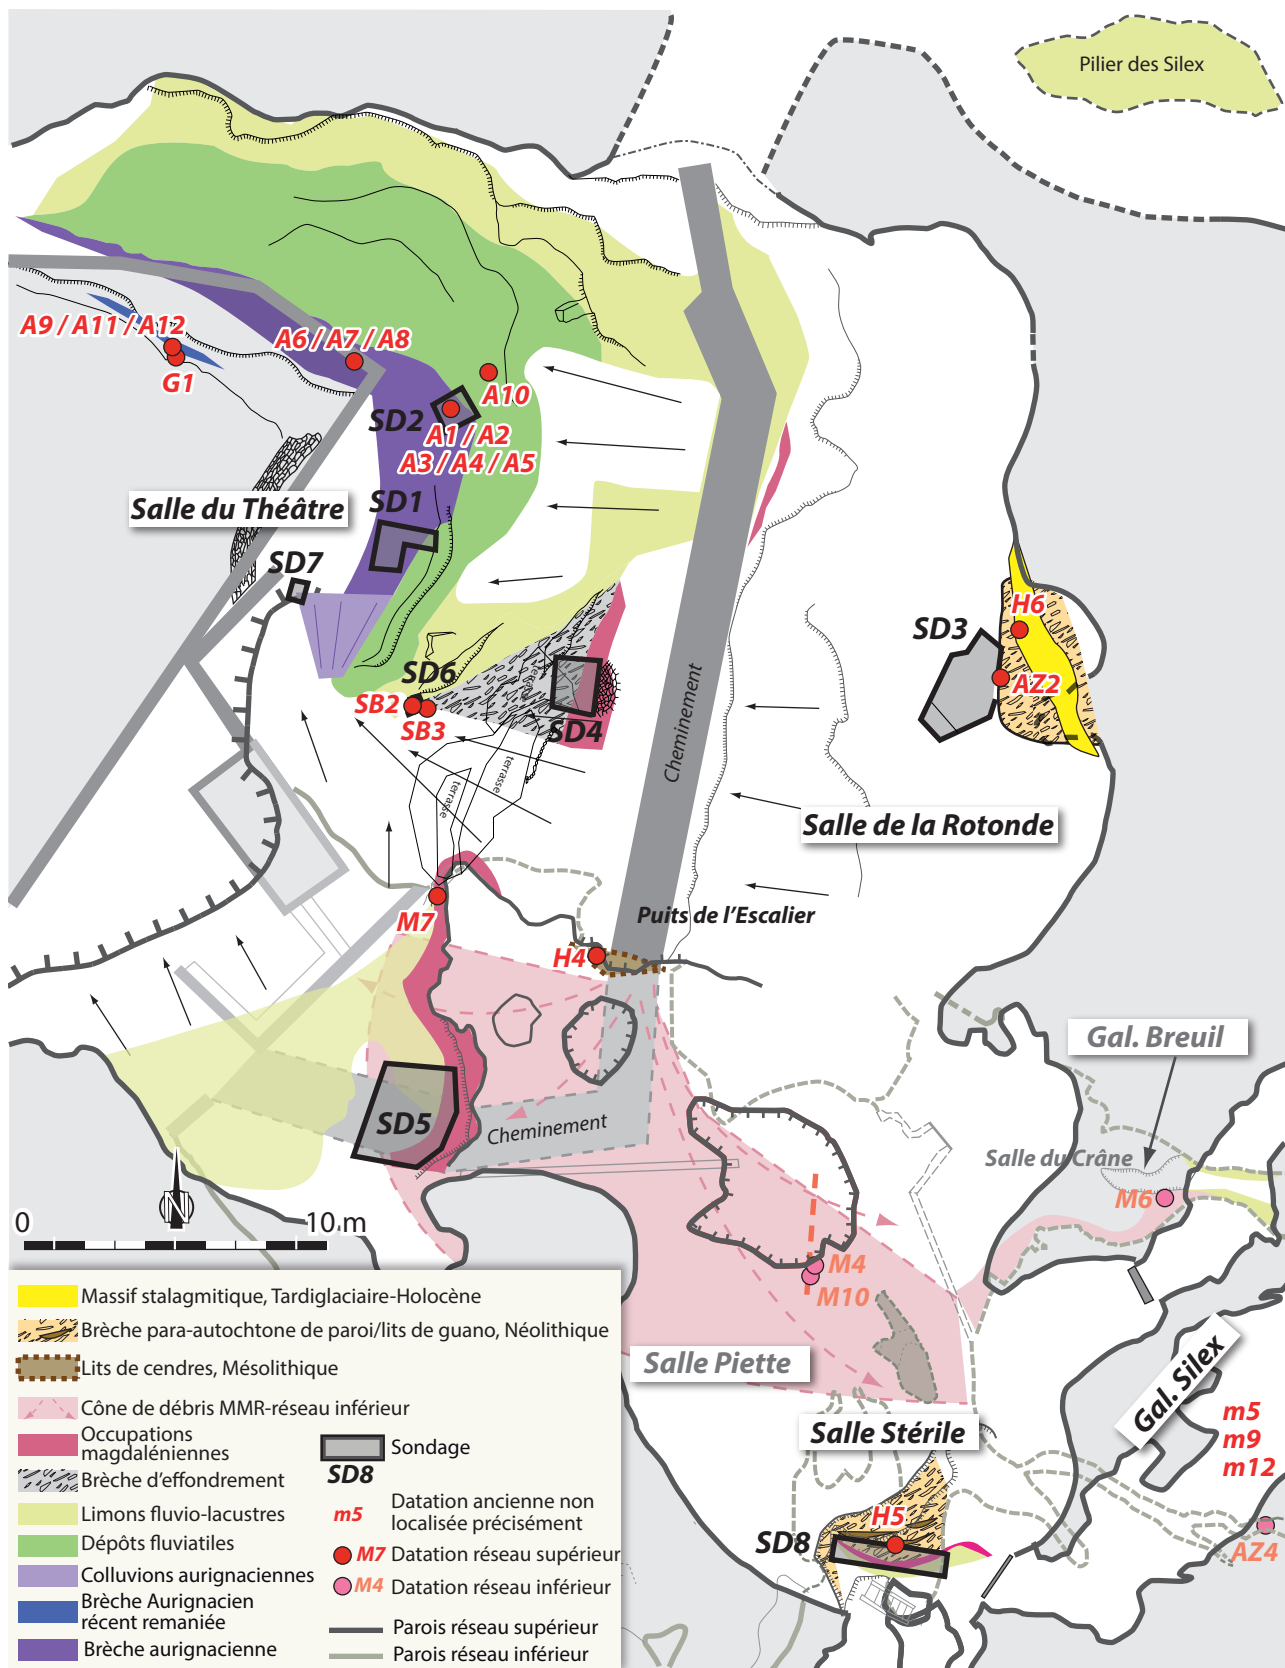 Pilier des Silex
A9 / A11 / A12
A6 / A7 / A8
G1
A10
SD2
A1 / A2
A3 / A4 / A5
Salle du Théâtre
SD1
SD7
H6
SD3
AZ2
SD6
SB2
SB3
SD4
terrasse
terrasse
terrasse
Cheminement
Salle de la Rotonde
M7
Puits de l'Escalier
H4
Gal. Breuil
SD5
Cheminement
Salle du Crâne
M6
N
0 10 m
M4
M10
Salle Piette
Gal. Silex
m5
m9
m12
Salle Stérile
H5
SD8
AZ4
Massif stalagmitique, Tardiglaciaire-Holocène
Brèche para-autochtone de paroi/lits de guano, Néolithique
Lits de cendres, Mésolithique
Cône de débris MMR-réseau inférieur
Occupations
magdaléniennes
Brèche d'effondrement
Limons fluvio-lacustres
Dépôts fluviatiles
Colluvions aurignaciennes
Brèche Aurignacien
récent remaniée
Brèche aurignacienne
Sondage
SD8
m5 Datation ancienne non
localisée précisément
M7 Datation réseau supérieur
M4 Datation réseau inférieur
Parois réseau supérieur
Parois réseau inférieur